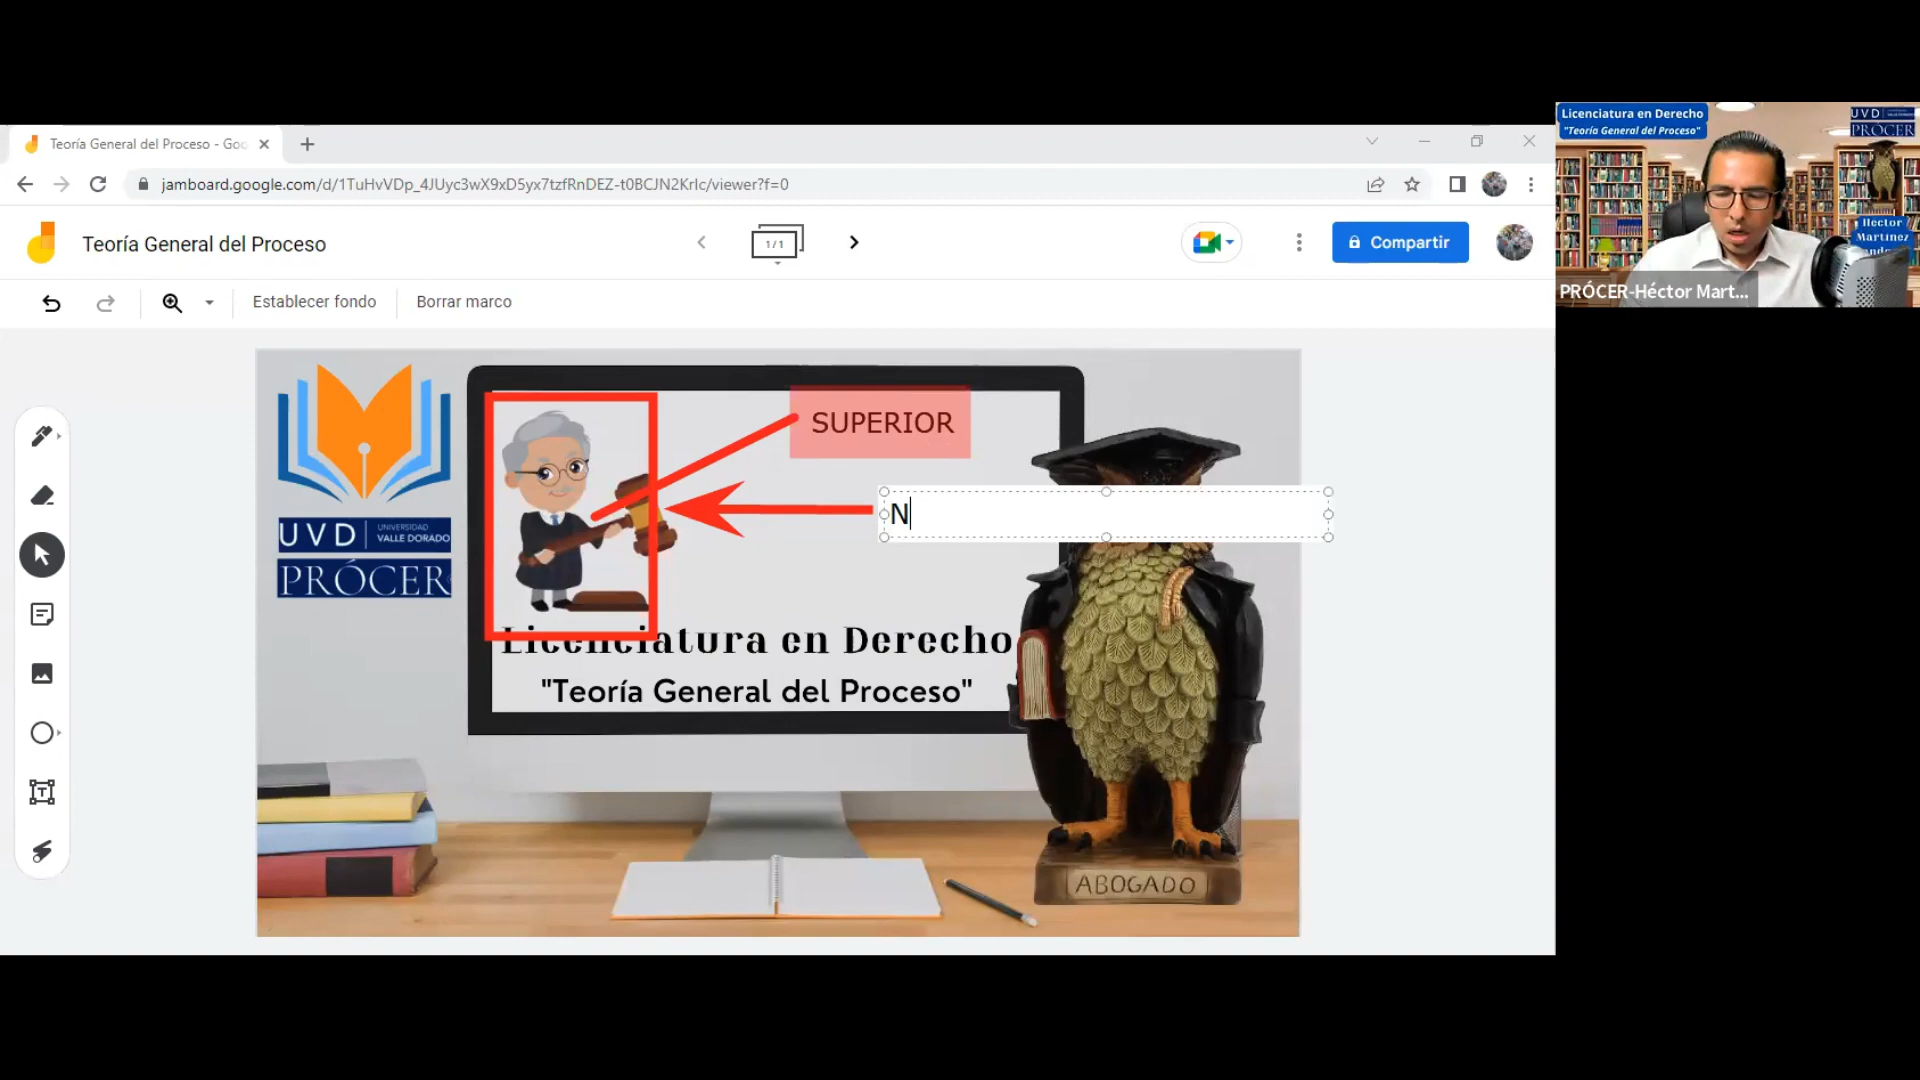 Teoría General del Proceso - Goo
jamboard.google.com/d/1TuHvVDp_4JUyc3wX9xD5yx7tzfRnDEZ-t0BCJN2KrIc/viewer?f=0
Teoría General del Proceso
1/1
Compartir
Establecer fondo
Borrar marco
SUPERIOR
N
UVD
UNIVERSIDAD
VALLE DORADO
PRÓCER
Licenciatura en Derecho
"Teoría General del Proceso"
ABOGADO
Licenciatura en Derecho
"Teoría General del Proceso"
UVD
PRÓCER
Héctor
Martínez
PRÓCER-Héctor Mart...